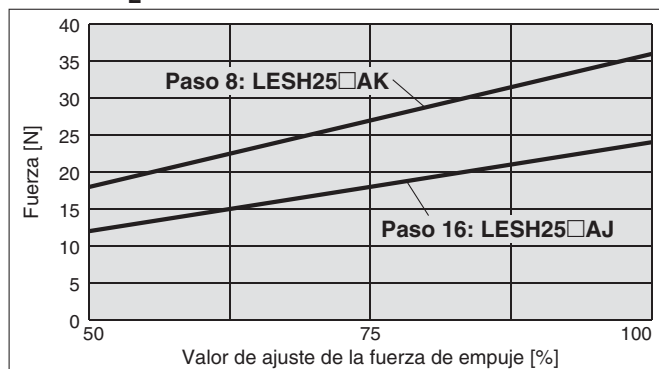 40
35
30
25
20
15
10
5
0
Fuerza [N]
Paso 8: LESH25□AK
Paso 16: LESH25□AJ
50 75 100
Valor de ajuste de la fuerza de empuje [%]